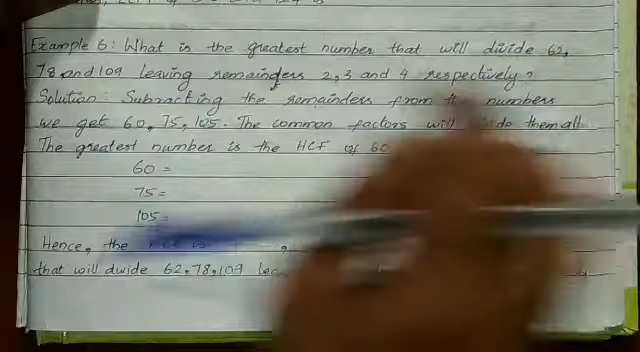 Example 6: What is the greatest number that will divide 62,
78 and 109 leaving remainders 2, 3 and 4 respectively?
Solution: Subracting the remainders from the numbers
we get 60, 75, 105. The common factors will them all.
The greatest number is the HCF of 60
60 =
75 =
105 =
Hence, the HCF is ,
that will divide 62, 78, 109